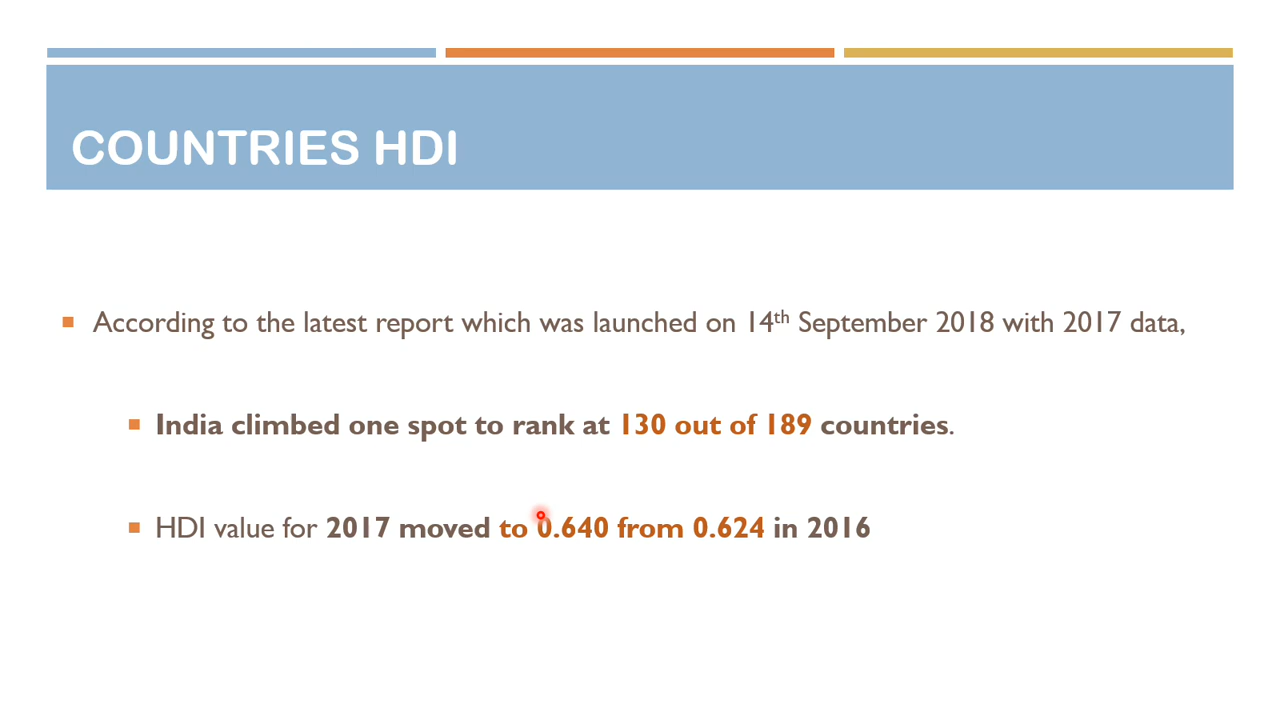 COUNTRIES HDI
According to the latest report which was launched on 14th September 2018 with 2017 data,
India climbed one spot to rank at 130 out of 189 countries.
HDI value for 2017 moved to 0.640 from 0.624 in 2016